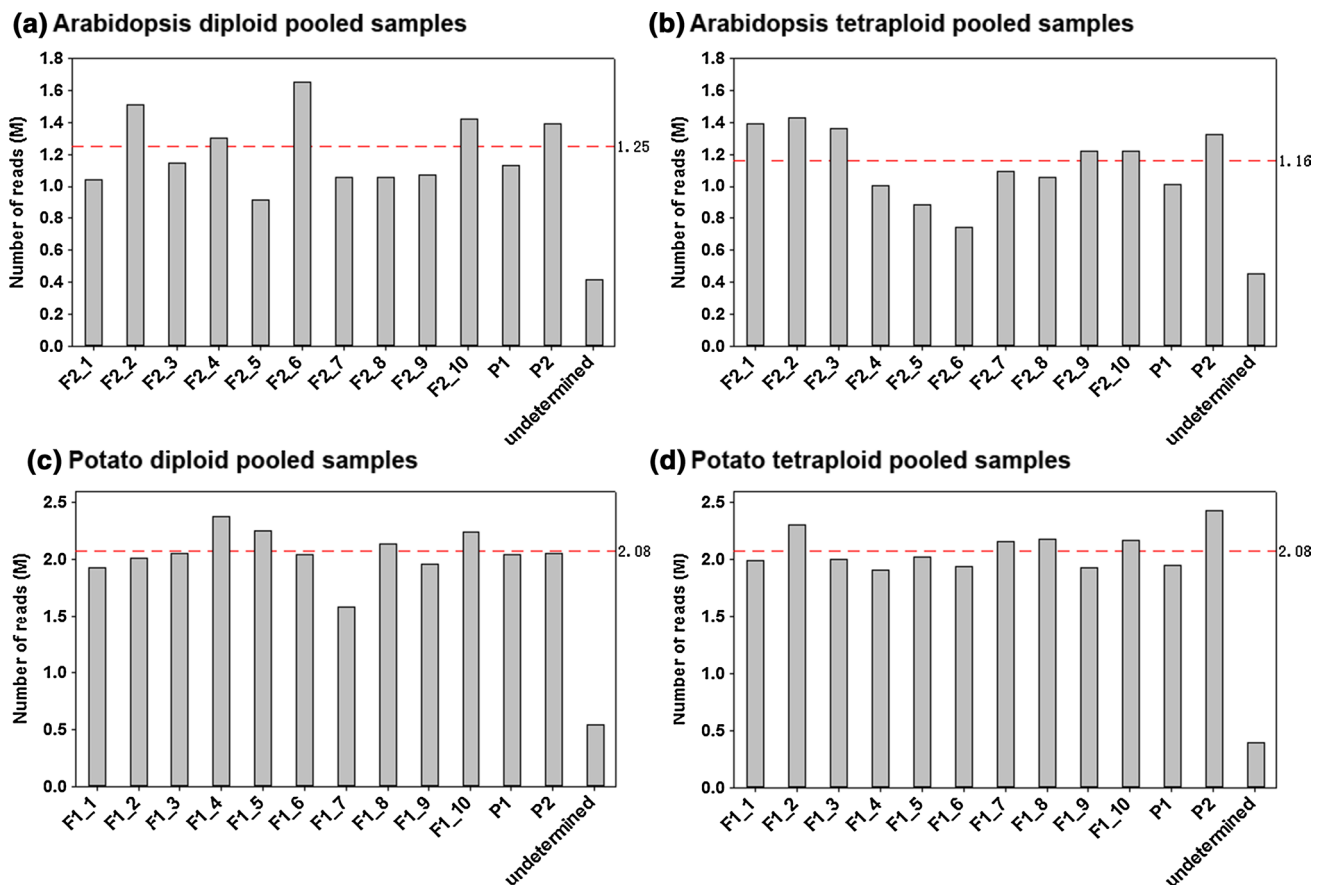 (a) Arabidopsis diploid pooled samples
Number of reads (M)
1.8
1.6
1.4
1.2
1.0
0.8
0.6
0.4
0.2
0.0
1.25
F2_1
F2_2
F2_3
F2_4
F2_5
F2_6
F2_7
F2_8
F2_9
F2_10
P1
P2
undetermined
(b) Arabidopsis tetraploid pooled samples
Number of reads (M)
1.8
1.6
1.4
1.2
1.0
0.8
0.6
0.4
0.2
0.0
1.16
F2_1
F2_2
F2_3
F2_4
F2_5
F2_6
F2_7
F2_8
F2_9
F2_10
P1
P2
undetermined
(c) Potato diploid pooled samples
Number of reads (M)
2.5
2.0
1.5
1.0
0.5
0.0
2.08
F1_1
F1_2
F1_3
F1_4
F1_5
F1_6
F1_7
F1_8
F1_9
F1_10
P1
P2
undetermined
(d) Potato tetraploid pooled samples
Number of reads (M)
2.5
2.0
1.5
1.0
0.5
0.0
2.08
F1_1
F1_2
F1_3
F1_4
F1_5
F1_6
F1_7
F1_8
F1_9
F1_10
P1
P2
undetermined